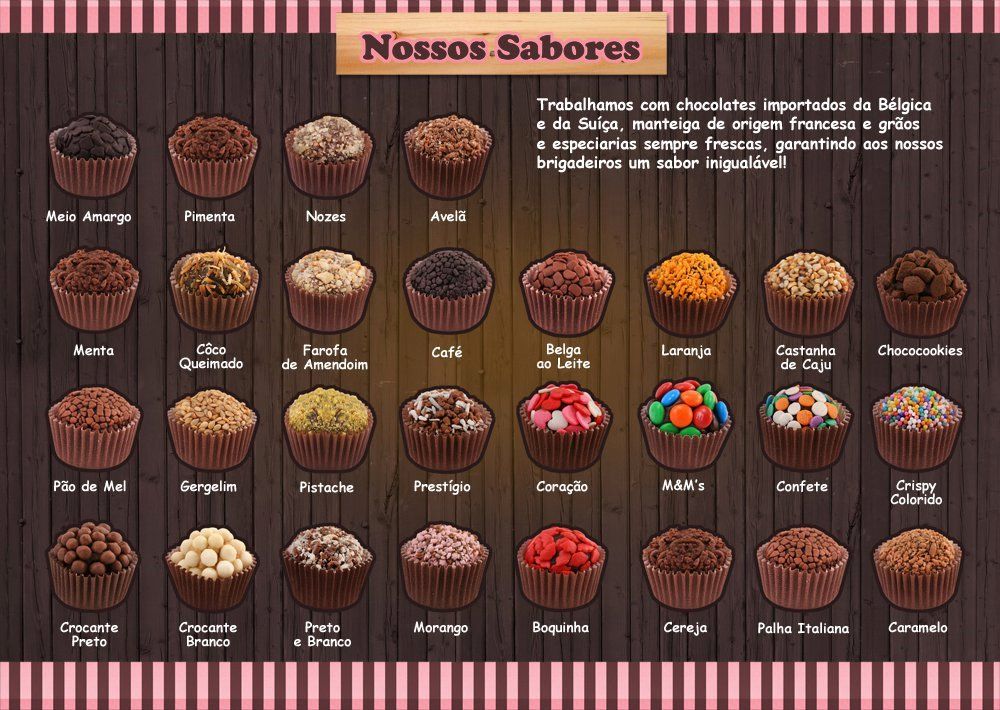 Nossos Sabores
Trabalhamos com chocolates importados da Bélgica
e da Suíça, manteiga de origem francesa e grãos
e especiarias sempre frescas, garantindo aos nossos
brigadeiros um sabor inigualável!
Meio Amargo
Pimenta
Nozes
Avelã
Menta
Côco
Queimado
Farofa
de Amendoim
Café
Belga
ao Leite
Laranja
Castanha
de Caju
Chococookies
Pão de Mel
Gergelim
Pistache
Prestígio
Coração
M&M's
Confete
Crispy
Colorido
Crocante
Preto
Crocante
Branco
Preto
e Branco
Morango
Boquinha
Cereja
Palha Italiana
Caramelo